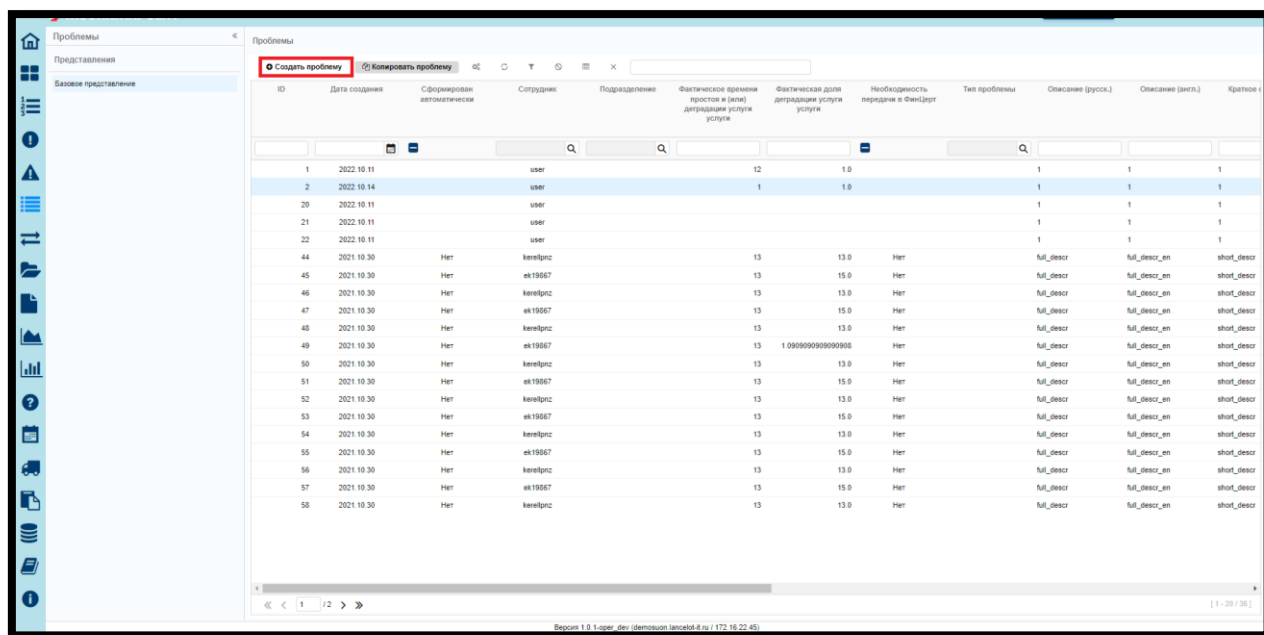 Проблемы
«
Проблемы
Представления
Базовое представление
Создать проблему Копировать проблему
ID Дата создания Сформирован автоматически Сотрудник Подразделение Фактическое времени простоя и (или) деградации услуги услуги Фактическая доля деградации услуги услуги Необходимость передачи в ФинЦерт Тип проблемы Описание (русск.) Описание (англ.) Краткое
1 2022.10.11 user 12 1.0 1 1 1
2 2022.10.14 user 1 1.0 1 1 1
20 2022.10.11 user 1 1 1
21 2022.10.11 user 1 1 1
22 2022.10.11 user 1 1 1
44 2021.10.30 Нет kerellpnz 13 13.0 Нет full_descr full_descr_en short_descr
45 2021.10.30 Нет ek19867 13 15.0 Нет full_descr full_descr_en short_descr
46 2021.10.30 Нет kerellpnz 13 13.0 Нет full_descr full_descr_en short_descr
47 2021.10.30 Нет ek19867 13 15.0 Нет full_descr full_descr_en short_descr
48 2021.10.30 Нет kerellpnz 13 13.0 Нет full_descr full_descr_en short_descr
49 2021.10.30 Нет ek19867 13 1.0909090909090908 Нет full_descr full_descr_en short_descr
50 2021.10.30 Нет kerellpnz 13 13.0 Нет full_descr full_descr_en short_descr
51 2021.10.30 Нет ek19867 13 15.0 Нет full_descr full_descr_en short_descr
52 2021.10.30 Нет kerellpnz 13 13.0 Нет full_descr full_descr_en short_descr
53 2021.10.30 Нет ek19867 13 15.0 Нет full_descr full_descr_en short_descr
54 2021.10.30 Нет kerellpnz 13 13.0 Нет full_descr full_descr_en short_descr
55 2021.10.30 Нет ek19867 13 15.0 Нет full_descr full_descr_en short_descr
56 2021.10.30 Нет kerellpnz 13 13.0 Нет full_descr full_descr_en short_descr
57 2021.10.30 Нет ek19867 13 15.0 Нет full_descr full_descr_en short_descr
58 2021.10.30 Нет kerellpnz 13 13.0 Нет full_descr full_descr_en short_descr
« < 1 /2 > » [ 1 - 20 / 36 ]
Версия 1.0.1-oper_dev (demosuon.lancelot-it.ru / 172.16.22.45)